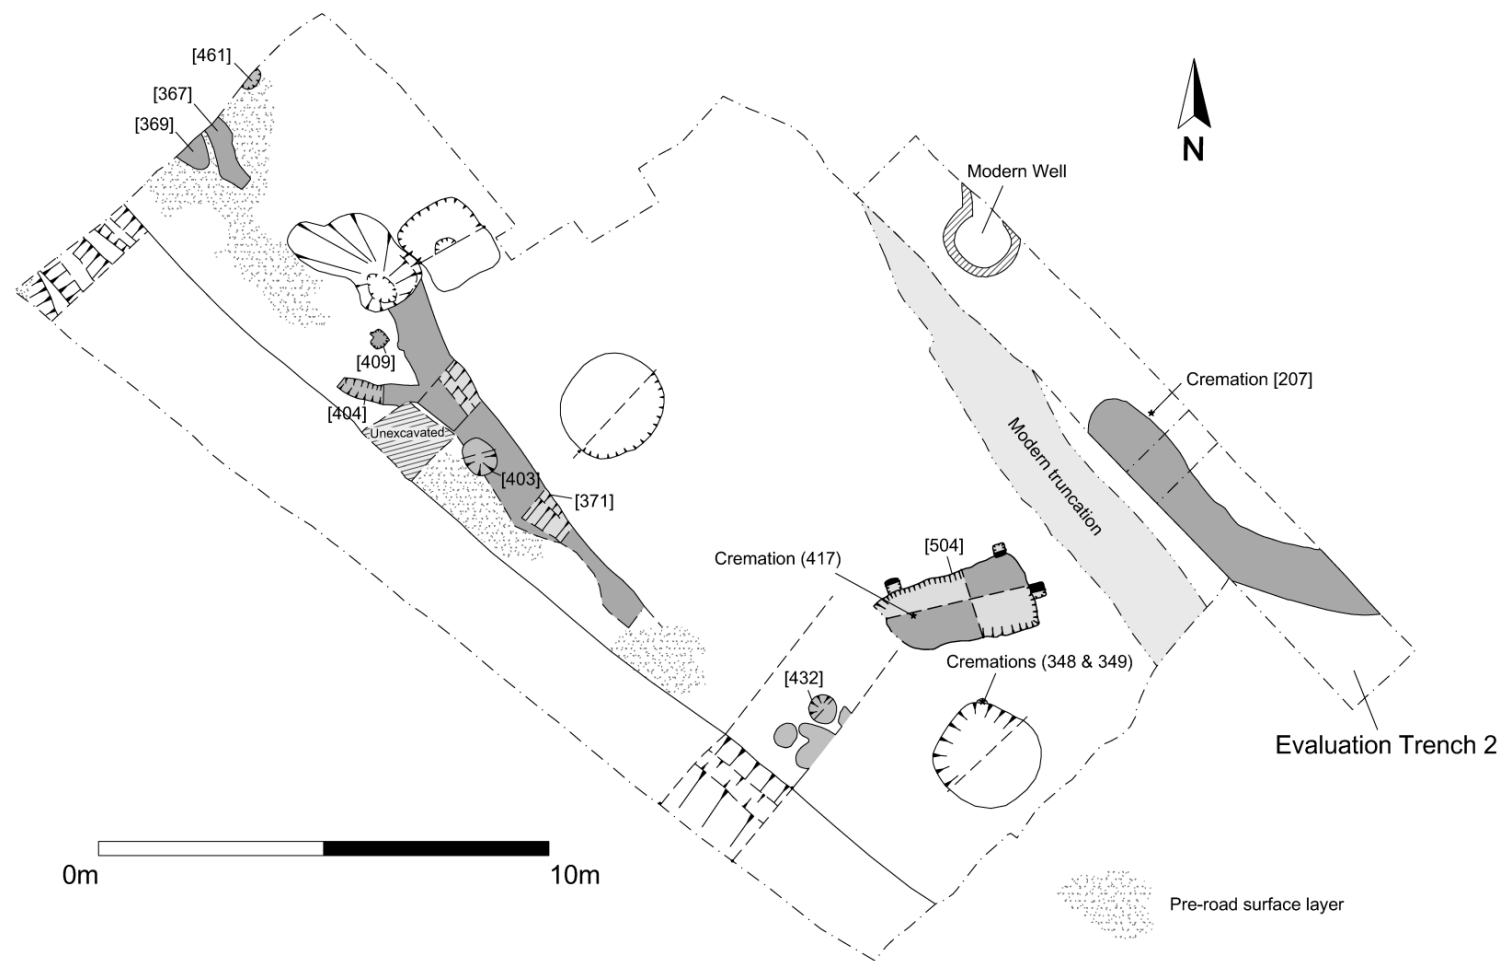 [461]
[367]
[369]
N
Modern Well
[409]
[404]
Unexcavated
Cremation [207]
[403]
[371]
Modern truncation
Cremation (417)
[504]
Cremations (348 & 349)
[432]
Evaluation Trench 2
0m
10m
Pre-road surface layer